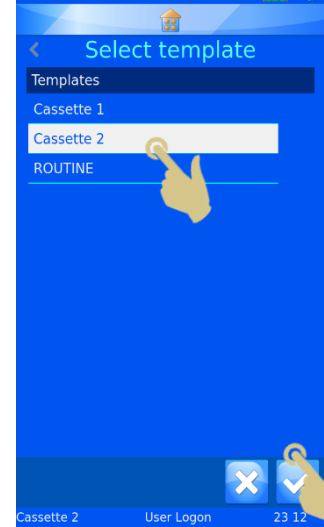 Select template
Templates
Cassette 1
Cassette 2
ROUTINE
Cassette 2 User Logon 23 12